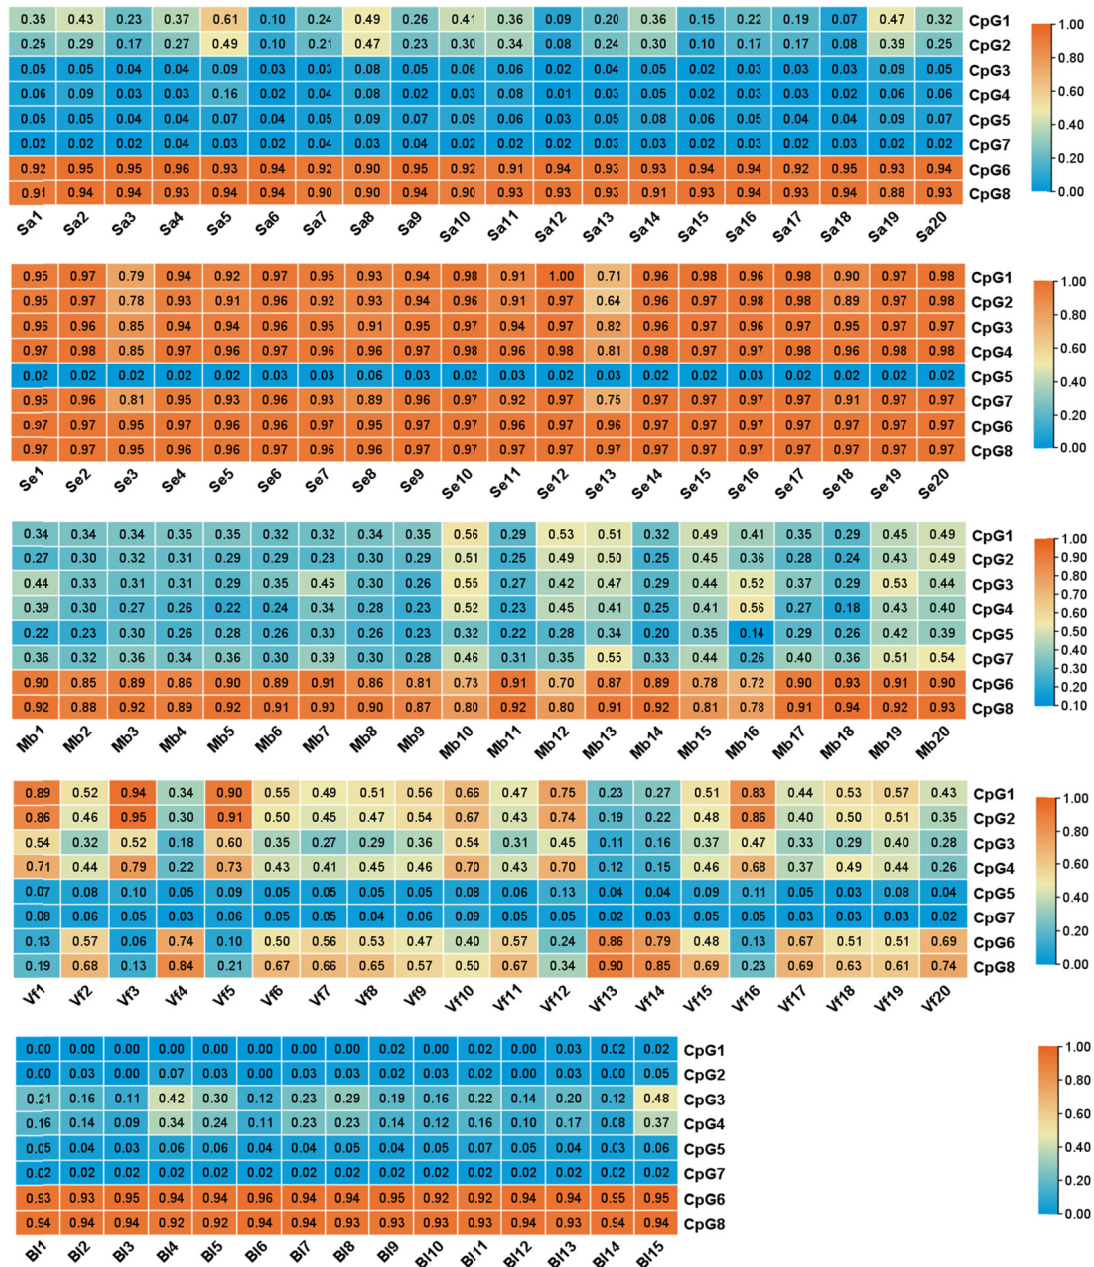 0.35 0.43 0.23 0.37 0.61 0.10 0.24 0.49 0.26 0.41 0.36 0.09 0.20 0.36 0.15 0.22 0.19 0.07 0.47 0.32 CpG1
0.25 0.29 0.17 0.27 0.49 0.10 0.21 0.47 0.23 0.30 0.34 0.08 0.24 0.30 0.10 0.17 0.17 0.08 0.39 0.25 CpG2
0.05 0.05 0.04 0.04 0.09 0.03 0.03 0.08 0.05 0.06 0.06 0.02 0.04 0.05 0.02 0.03 0.03 0.03 0.09 0.05 CpG3
0.06 0.09 0.03 0.03 0.16 0.02 0.04 0.08 0.02 0.03 0.08 0.01 0.03 0.05 0.02 0.03 0.03 0.02 0.06 0.06 CpG4
0.05 0.05 0.04 0.04 0.07 0.04 0.05 0.09 0.07 0.09 0.06 0.03 0.05 0.08 0.06 0.05 0.04 0.04 0.09 0.07 CpG5
0.02 0.02 0.02 0.04 0.03 0.02 0.04 0.03 0.04 0.02 0.02 0.02 0.03 0.03 0.02 0.03 0.02 0.03 0.02 0.02 CpG7
0.92 0.95 0.95 0.96 0.93 0.94 0.92 0.90 0.95 0.92 0.91 0.94 0.93 0.93 0.94 0.94 0.92 0.95 0.93 0.94 CpG6
0.91 0.94 0.94 0.93 0.94 0.94 0.90 0.90 0.94 0.90 0.93 0.93 0.93 0.91 0.93 0.94 0.93 0.94 0.88 0.93 CpG8
Sa1 Sa2 Sa3 Sa4 Sa5 Sa6 Sa7 Sa8 Sa9 Sa10 Sa11 Sa12 Sa13 Sa14 Sa15 Sa16 Sa17 Sa18 Sa19 Sa20
1.00
0.80
0.60
0.40
0.20
0.00
0.95 0.97 0.79 0.94 0.92 0.97 0.95 0.93 0.94 0.98 0.91 1.00 0.71 0.96 0.98 0.96 0.98 0.90 0.97 0.98 CpG1
0.95 0.97 0.78 0.93 0.91 0.96 0.92 0.93 0.94 0.96 0.91 0.97 0.64 0.96 0.97 0.98 0.98 0.89 0.97 0.98 CpG2
0.96 0.96 0.85 0.94 0.94 0.96 0.95 0.91 0.95 0.97 0.94 0.97 0.82 0.96 0.97 0.96 0.97 0.95 0.97 0.97 CpG3
0.97 0.98 0.85 0.97 0.96 0.97 0.96 0.96 0.97 0.98 0.96 0.98 0.81 0.98 0.97 0.97 0.98 0.96 0.98 0.98 CpG4
0.02 0.02 0.02 0.02 0.02 0.03 0.03 0.06 0.03 0.02 0.03 0.02 0.03 0.02 0.02 0.03 0.02 0.02 0.02 0.02 CpG5
0.96 0.96 0.81 0.95 0.93 0.96 0.93 0.89 0.96 0.97 0.92 0.97 0.75 0.97 0.97 0.97 0.97 0.91 0.97 0.97 CpG7
0.97 0.97 0.95 0.97 0.96 0.96 0.97 0.95 0.97 0.97 0.96 0.97 0.96 0.97 0.97 0.97 0.97 0.97 0.97 0.97 CpG6
0.97 0.97 0.95 0.96 0.96 0.96 0.96 0.96 0.97 0.97 0.97 0.97 0.97 0.97 0.97 0.97 0.97 0.97 0.97 0.97 CpG8
Se1 Se2 Se3 Se4 Se5 Se6 Se7 Se8 Se9 Se10 Se11 Se12 Se13 Se14 Se15 Se16 Se17 Se18 Se19 Se20
1.00
0.80
0.60
0.40
0.20
0.00
0.34 0.34 0.34 0.35 0.35 0.32 0.32 0.34 0.35 0.56 0.29 0.53 0.51 0.32 0.49 0.41 0.35 0.29 0.45 0.49 CpG1
0.27 0.30 0.32 0.31 0.29 0.29 0.28 0.30 0.29 0.51 0.25 0.49 0.50 0.25 0.45 0.36 0.28 0.24 0.43 0.49 CpG2
0.44 0.33 0.31 0.31 0.29 0.35 0.46 0.30 0.26 0.55 0.27 0.42 0.47 0.29 0.44 0.52 0.37 0.29 0.53 0.44 CpG3
0.39 0.30 0.27 0.26 0.22 0.24 0.34 0.28 0.23 0.52 0.23 0.45 0.41 0.25 0.41 0.56 0.27 0.18 0.43 0.40 CpG4
0.22 0.23 0.30 0.26 0.28 0.26 0.30 0.26 0.23 0.32 0.22 0.28 0.34 0.20 0.35 0.14 0.29 0.26 0.42 0.39 CpG5
0.36 0.32 0.36 0.34 0.36 0.30 0.39 0.30 0.28 0.46 0.31 0.35 0.55 0.33 0.44 0.26 0.40 0.36 0.51 0.54 CpG7
0.90 0.85 0.89 0.86 0.90 0.89 0.91 0.86 0.81 0.73 0.91 0.70 0.87 0.89 0.78 0.72 0.90 0.93 0.91 0.90 CpG6
0.92 0.88 0.92 0.89 0.92 0.91 0.90 0.90 0.87 0.80 0.92 0.80 0.91 0.92 0.81 0.78 0.91 0.94 0.92 0.93 CpG8
Mb1 Mb2 Mb3 Mb4 Mb5 Mb6 Mb7 Mb8 Mb9 Mb10 Mb11 Mb12 Mb13 Mb14 Mb15 Mb16 Mb17 Mb18 Mb19 Mb20
1.00
0.90
0.80
0.70
0.60
0.50
0.40
0.30
0.20
0.10
0.89 0.52 0.94 0.34 0.90 0.55 0.49 0.51 0.56 0.66 0.47 0.75 0.23 0.27 0.51 0.83 0.44 0.53 0.57 0.43 CpG1
0.86 0.46 0.95 0.30 0.91 0.50 0.45 0.47 0.54 0.67 0.43 0.74 0.19 0.22 0.48 0.85 0.40 0.50 0.51 0.35 CpG2
0.54 0.32 0.52 0.18 0.60 0.35 0.27 0.29 0.36 0.54 0.31 0.45 0.11 0.16 0.37 0.47 0.33 0.29 0.40 0.28 CpG3
0.71 0.44 0.79 0.22 0.73 0.43 0.41 0.45 0.46 0.70 0.43 0.70 0.12 0.15 0.46 0.68 0.37 0.49 0.44 0.26 CpG4
0.07 0.08 0.10 0.05 0.09 0.05 0.05 0.05 0.05 0.08 0.06 0.13 0.04 0.04 0.09 0.11 0.05 0.03 0.08 0.04 CpG5
0.08 0.06 0.05 0.03 0.06 0.05 0.05 0.04 0.06 0.09 0.05 0.05 0.02 0.03 0.05 0.05 0.03 0.03 0.03 0.02 CpG7
0.13 0.57 0.06 0.74 0.10 0.50 0.56 0.53 0.47 0.40 0.57 0.24 0.86 0.79 0.48 0.13 0.67 0.51 0.51 0.69 CpG6
0.19 0.68 0.13 0.84 0.21 0.67 0.66 0.65 0.57 0.50 0.67 0.34 0.90 0.85 0.69 0.23 0.69 0.63 0.61 0.74 CpG8
Vf1 Vf2 Vf3 Vf4 Vf5 Vf6 Vf7 Vf8 Vf9 Vf10 Vf11 Vf12 Vf13 Vf14 Vf15 Vf16 Vf17 Vf18 Vf19 Vf20
1.00
0.80
0.60
0.40
0.20
0.00
0.00 0.00 0.00 0.00 0.00 0.00 0.00 0.00 0.02 0.00 0.02 0.00 0.03 0.02 0.02 CpG1
0.00 0.03 0.00 0.07 0.03 0.00 0.03 0.03 0.02 0.03 0.02 0.00 0.03 0.00 0.05 CpG2
0.21 0.16 0.11 0.42 0.30 0.12 0.23 0.29 0.19 0.16 0.22 0.14 0.20 0.12 0.48 CpG3
0.16 0.14 0.09 0.34 0.24 0.11 0.23 0.23 0.14 0.12 0.16 0.10 0.17 0.08 0.37 CpG4
0.05 0.04 0.03 0.06 0.06 0.04 0.04 0.05 0.04 0.05 0.07 0.05 0.04 0.03 0.06 CpG5
0.02 0.02 0.02 0.02 0.02 0.02 0.02 0.02 0.02 0.02 0.02 0.02 0.02 0.02 0.02 CpG7
0.93 0.93 0.95 0.94 0.94 0.96 0.94 0.94 0.95 0.92 0.92 0.94 0.94 0.95 0.95 CpG6
0.94 0.94 0.94 0.92 0.92 0.94 0.94 0.93 0.93 0.93 0.93 0.94 0.93 0.94 0.94 CpG8
Bl1 Bl2 Bl3 Bl4 Bl5 Bl6 Bl7 Bl8 Bl9 Bl10 Bl11 Bl12 Bl13 Bl14 Bl15
1.00
0.80
0.60
0.40
0.20
0.00